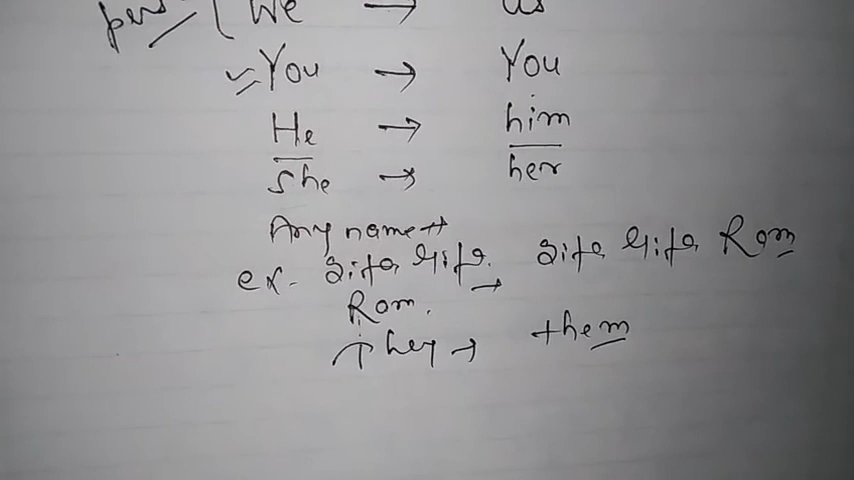 pers ( We → us
You → You
He → him
She → her
Any name →
ex- Sita, Gita. → Sita Gita Ram
Ram.
They → them